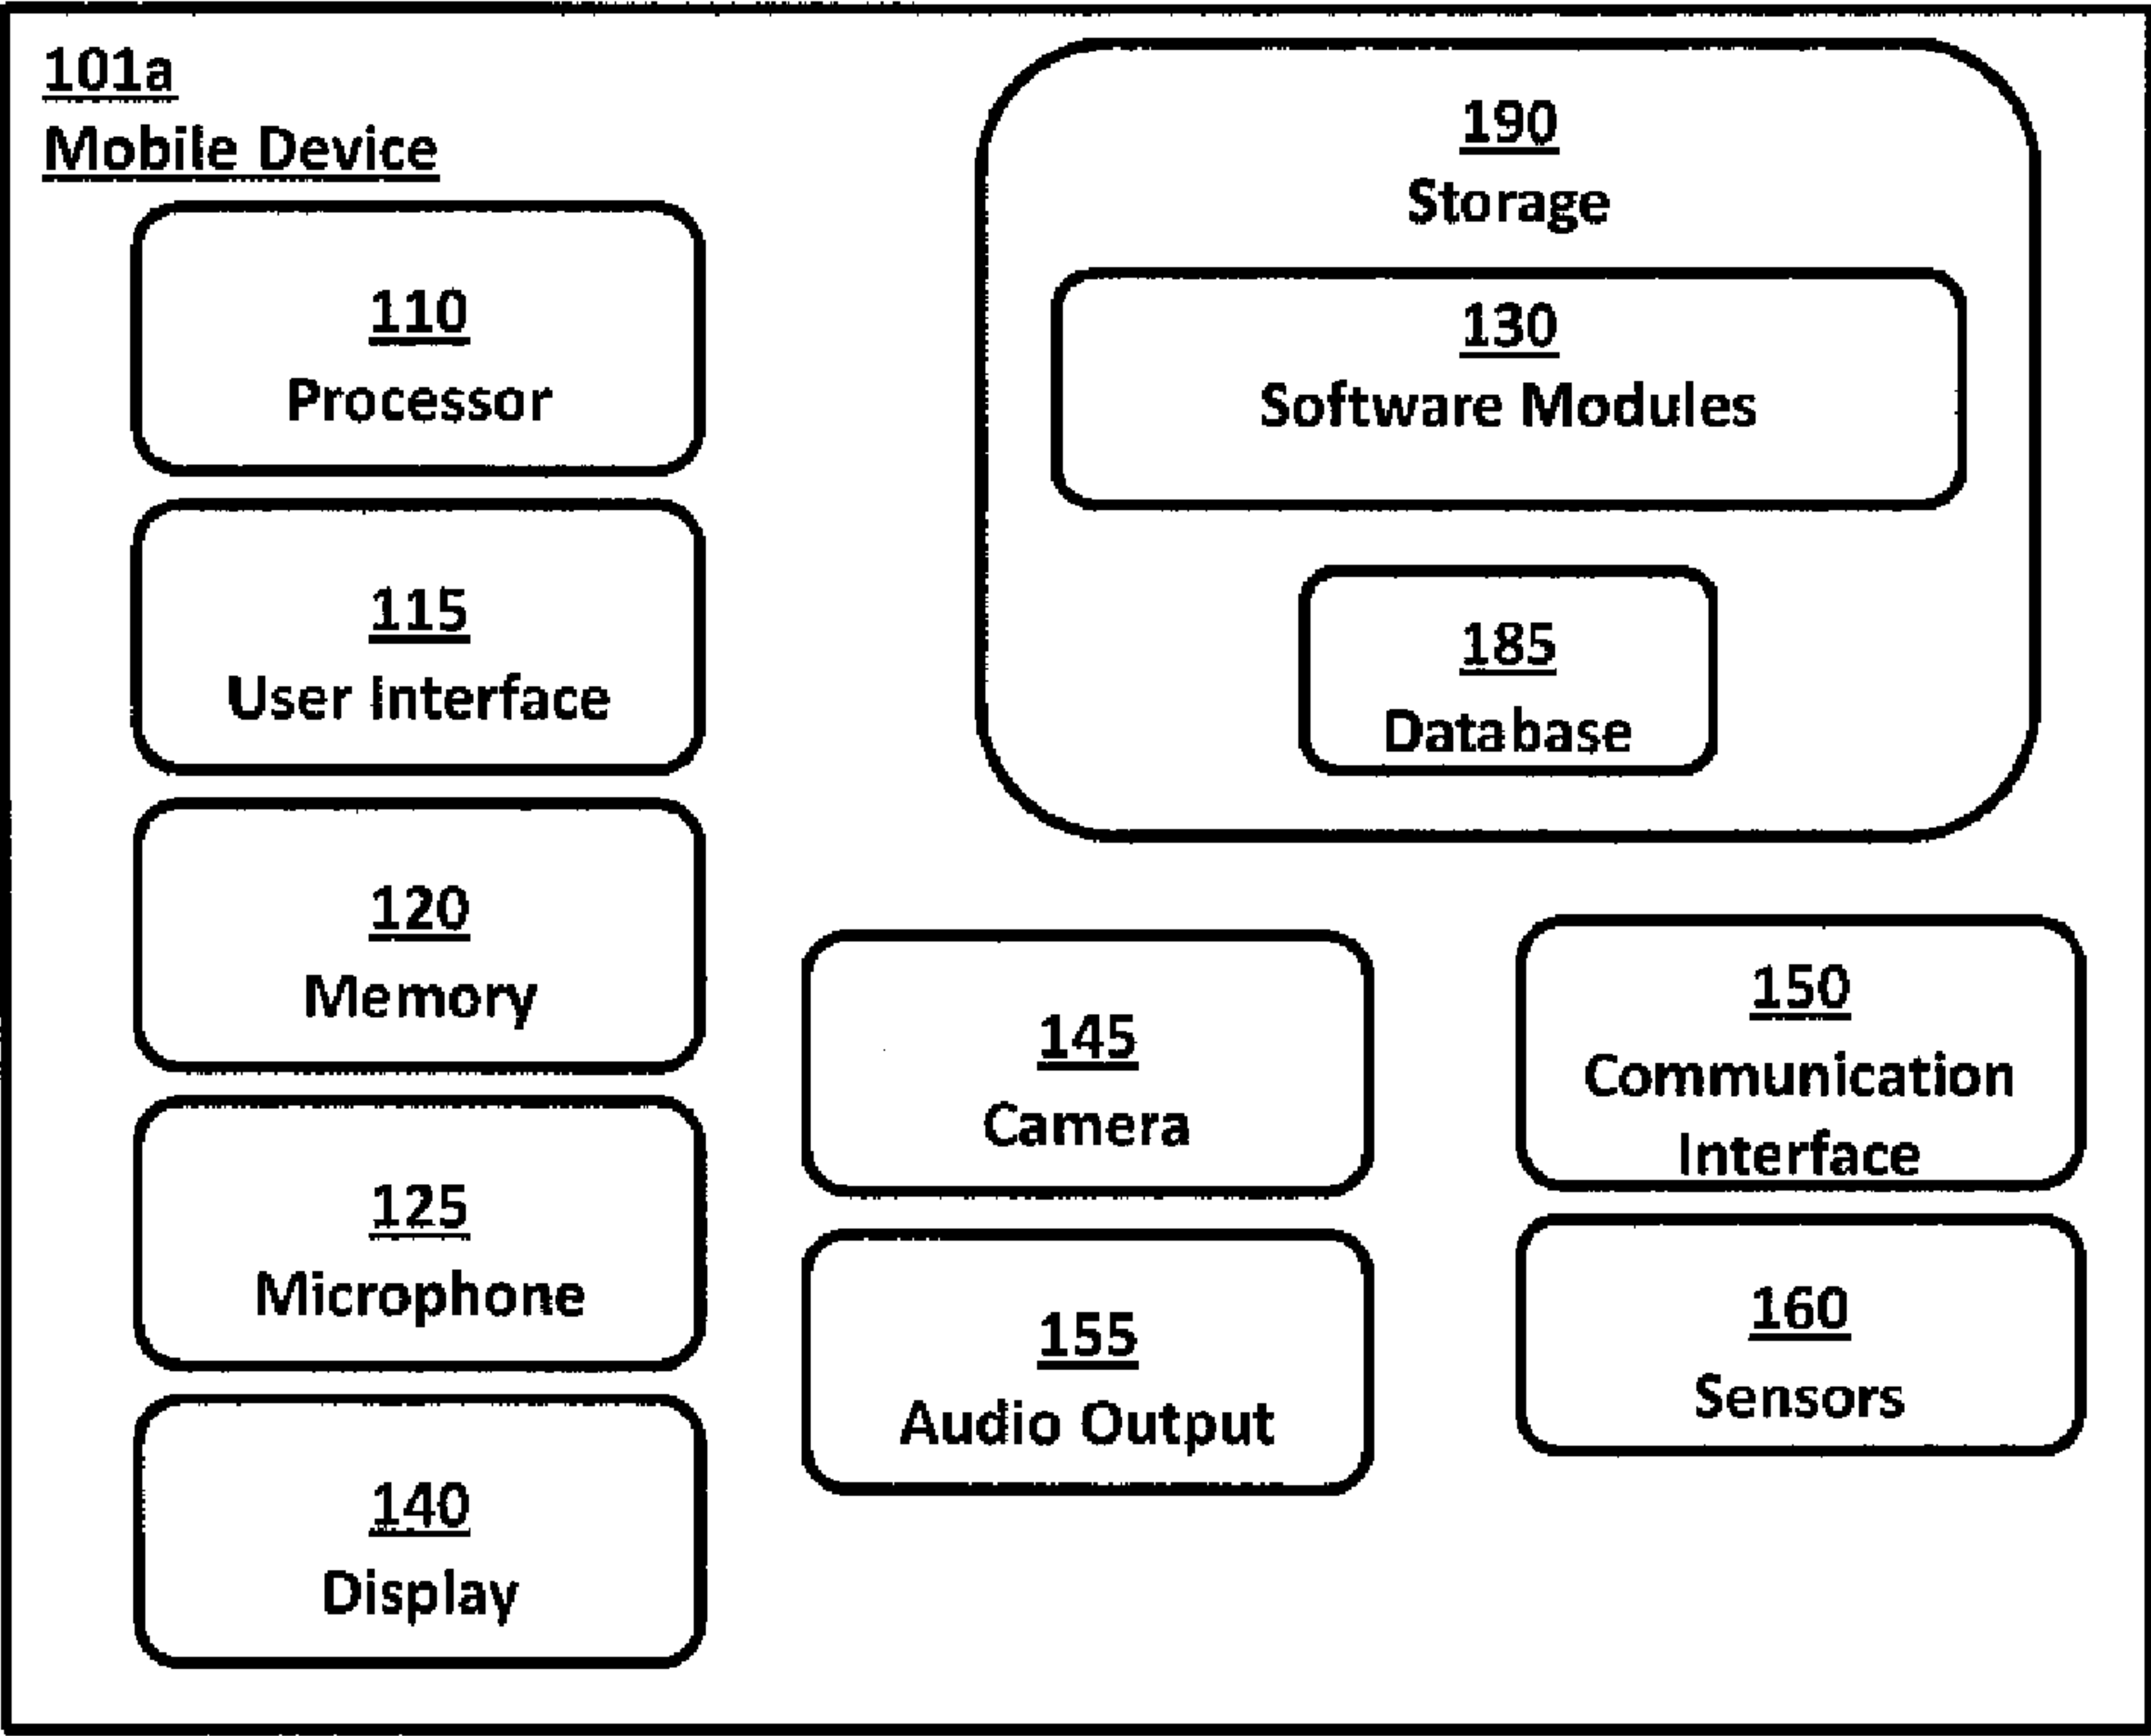 101a
Mobile Device
110
Processor
115
User Interface
120
Memory
125
Microphone
140
Display
190
Storage
130
Software Modules
185
Database
145
Camera
155
Audio Output
150
Communication
Interface
160
Sensors